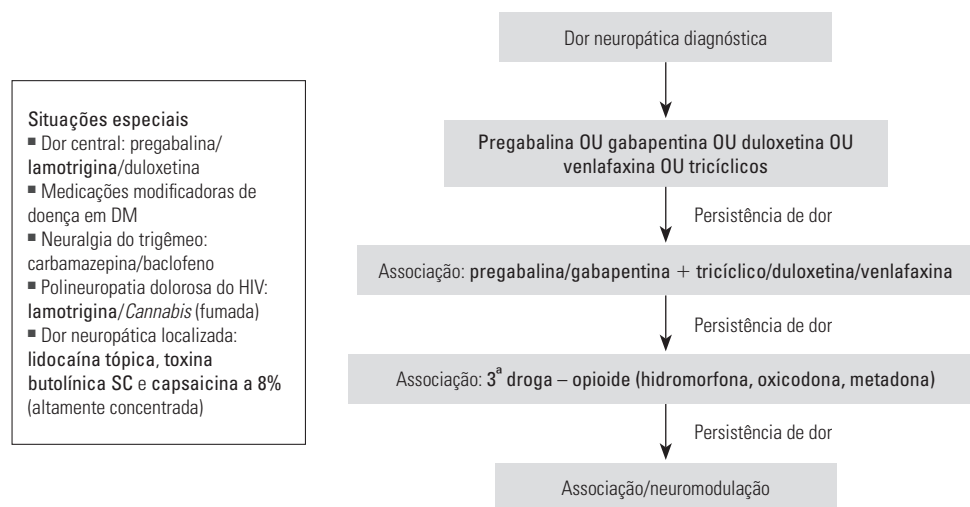 Situações especiais
▪ Dor central: pregabalina/
lamotrigina/duloxetina
▪ Medicações modificadoras de
doença em DM
▪ Neuralgia do trigêmeo:
carbamazepina/baclofeno
▪ Polineuropatia dolorosa do HIV:
lamotrigina/Cannabis (fumada)
▪ Dor neuropática localizada:
lidocaína tópica, toxina
butolínica SC e capsaicina a 8%
(altamente concentrada)
Dor neuropática diagnóstica
Pregabalina OU gabapentina OU duloxetina OU
venlafaxina OU tricíclicos
Persistência de dor
Associação: pregabalina/gabapentina + tricíclico/duloxetina/venlafaxina
Persistência de dor
Associação: 3ª droga – opioide (hidromorfona, oxicodona, metadona)
Persistência de dor
Associação/neuromodulação